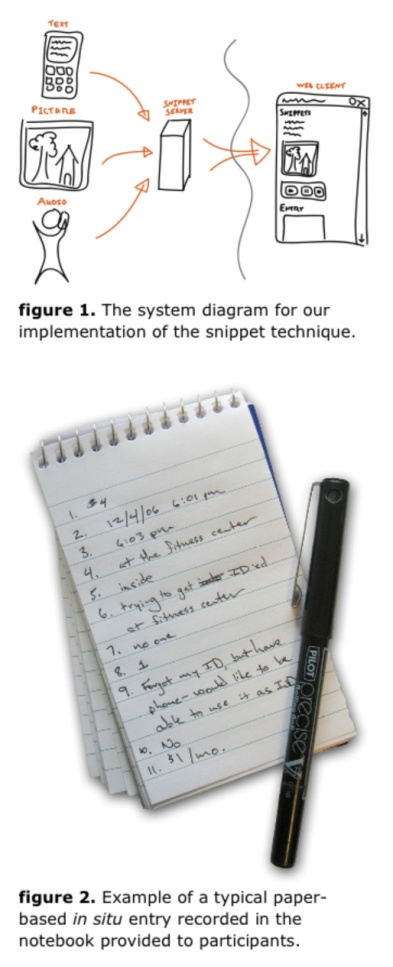 TEXT
PICTURE
AUDIO
SNIPPET
SERVER
WEB CLIENT
SNIPPETS
ENTRY
figure 1. The system diagram for our
implementation of the snippet technique.
1. $4
2. 12/4/06 6:01 pm
3. 6:03 pm
4. at the fitness center
5. inside
6. trying to get ID'ed
at fitness center
7. no one
8. 1
9. Forgot my ID, but have
phone - would like to be
able to use it as ID
10. No
11. $1/mo.
PILOT
precise V7
figure 2. Example of a typical paper-
based in situ entry recorded in the
notebook provided to participants.